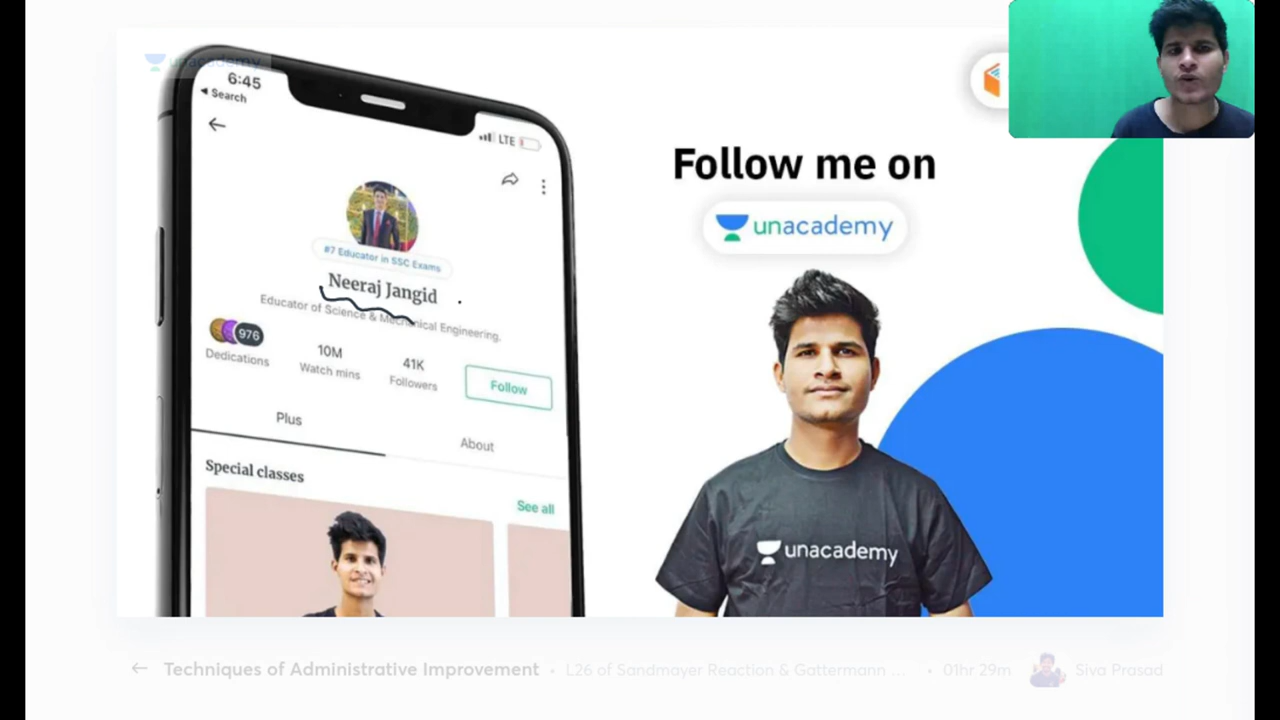 unacademy
6:45
Search
LTE
#7 Educator in SSC Exams
Neeraj Jangid
Educator of Science & Mechanical Engineering.
976
Dedications
10M
Watch mins
41K
Followers
Follow
Plus
About
Special classes
See all
Follow me on
unacademy
unacademy
Techniques of Administrative Improvement • L26 of Sandmayer Reaction & Gattermann ... • 01hr 29m Siva Prasad